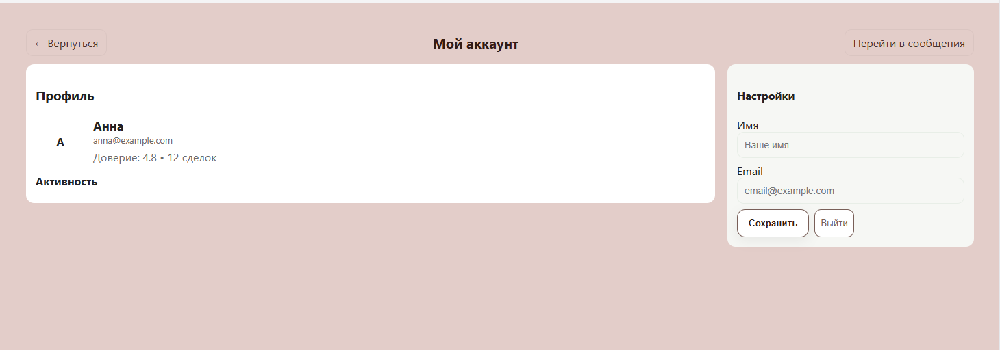 ← Вернуться
Мой аккаунт
Перейти в сообщения
Профиль
А
Анна
anna@example.com
Доверие: 4.8 • 12 сделок
Активность
Настройки
Имя
Ваше имя
Email
email@example.com
Сохранить
Выйти